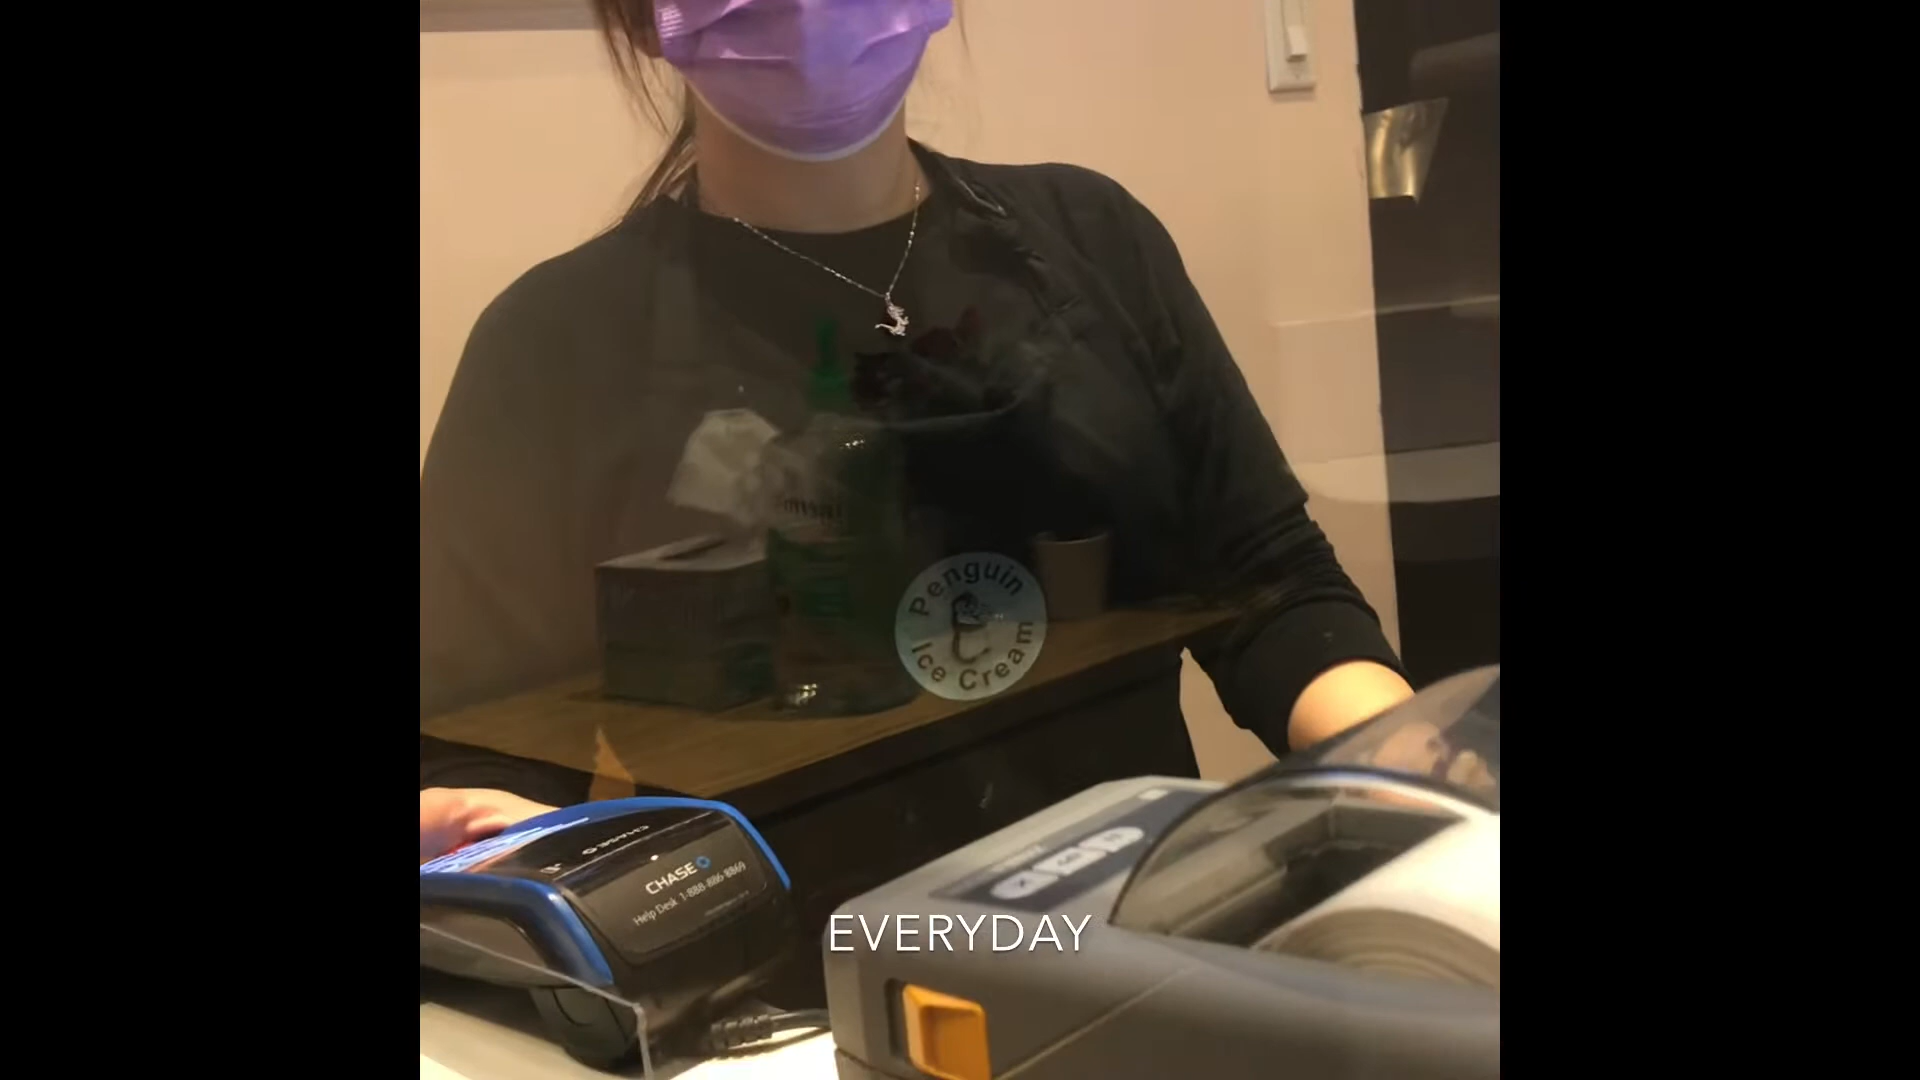 Penguin
Ice Cream
CHASE
Help Desk 1-888-886-8869
EVERYDAY